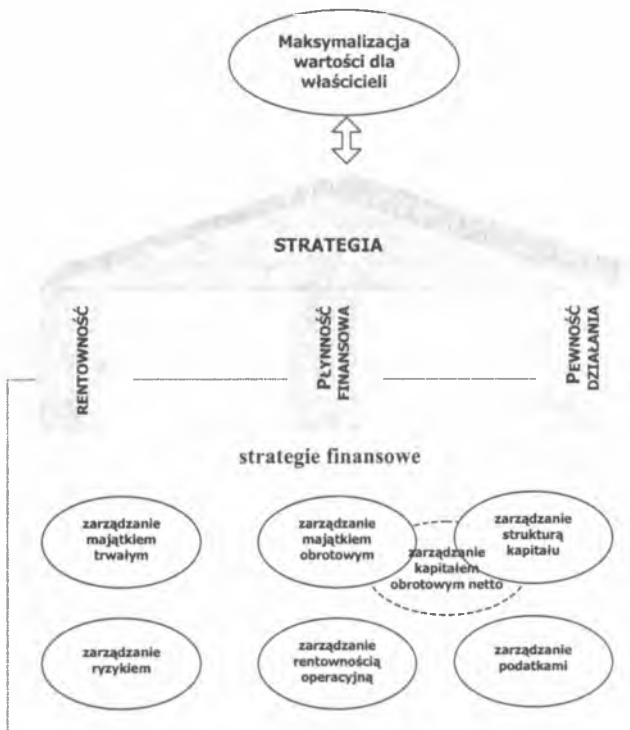 Maksymalizacja
wartości dla
właścicieli
STRATEGIA
RENTOWNOŚĆ
PŁYNNOŚĆ
FINANSOWA
PEWNOŚĆ
DZIAŁANIA
strategie finansowe
zarządzanie
majątkiem
trwałym
zarządzanie
majątkiem
obrotowym
zarządzanie
kapitałem
obrotowym netto
zarządzanie
strukturą
kapitału
zarządzanie
ryzykiem
zarządzanie
rentownością
operacyjną
zarządzanie
podatkami